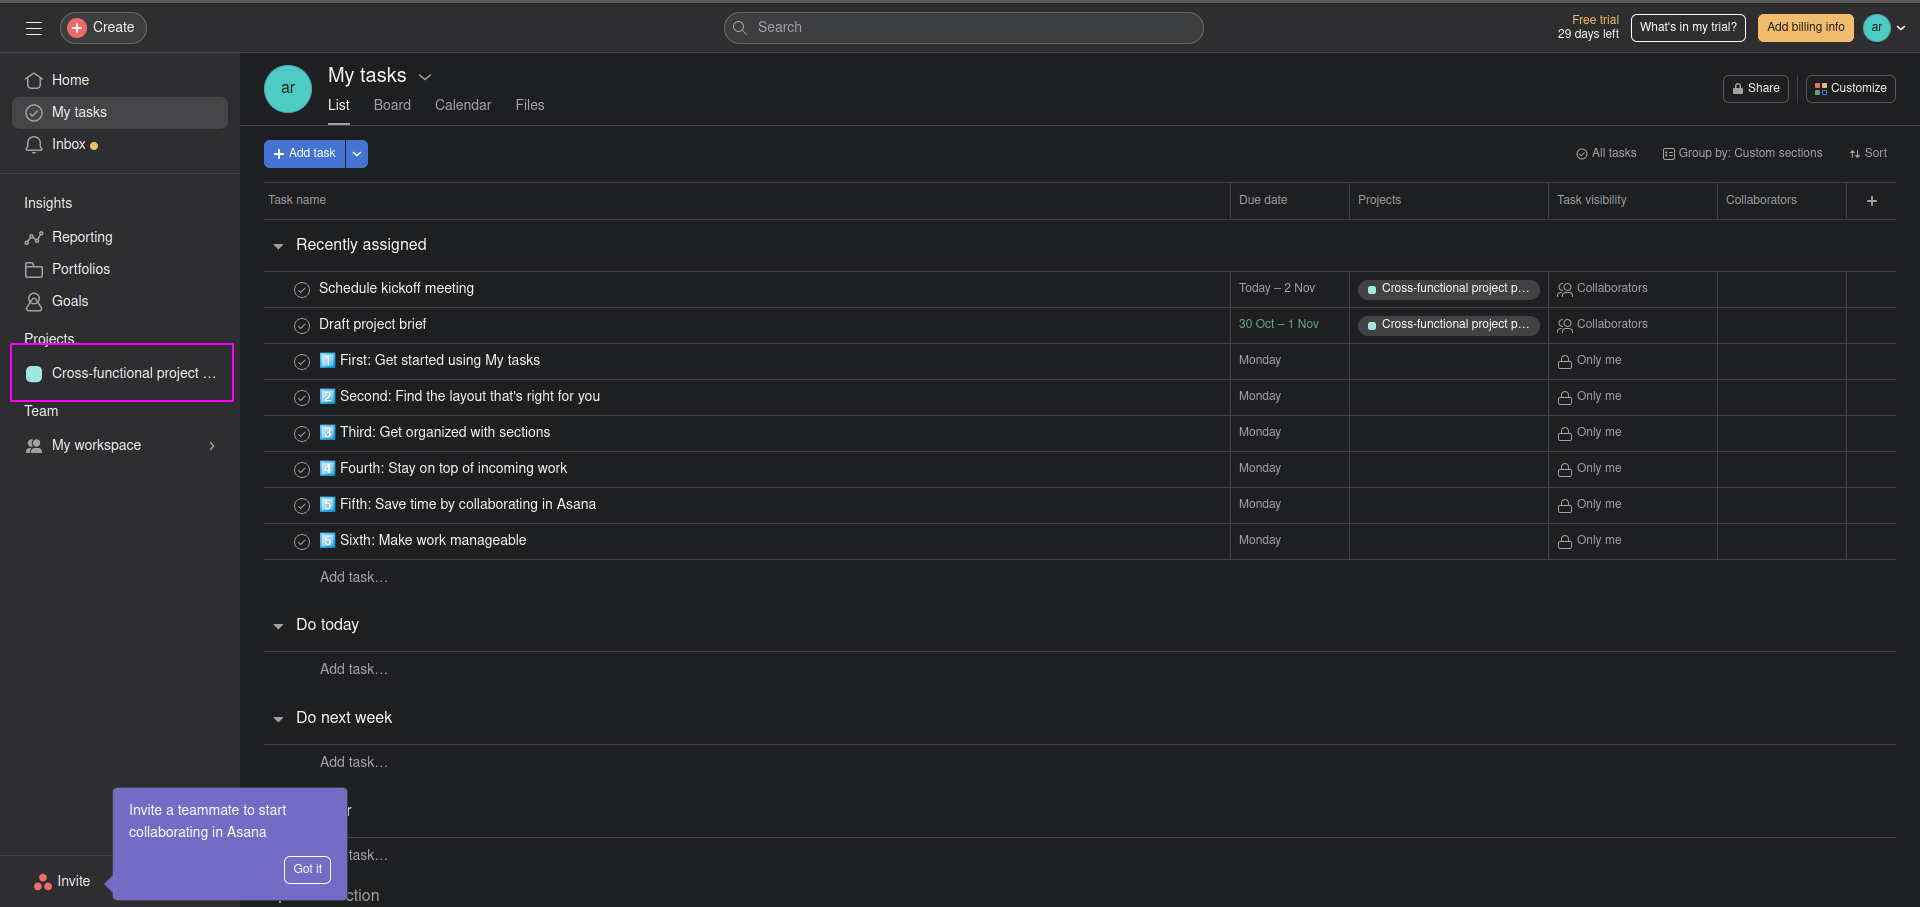 Create
Search
Free trial
29 days left
What's in my trial?
Add billing info
ar
Home
My tasks
Inbox
Insights
Reporting
Portfolios
Goals
Projects
Cross-functional project ...
Team
My workspace
Invite a teammate to start
collaborating in Asana
Got it
Invite
ar
My tasks
List Board Calendar Files
Share
Customize
+ Add task
All tasks
Group by: Custom sections
Sort
Task name Due date Projects Task visibility Collaborators +
Recently assigned
Schedule kickoff meeting Today – 2 Nov Cross-functional project p... Collaborators
Draft project brief 30 Oct – 1 Nov Cross-functional project p... Collaborators
1 First: Get started using My tasks Monday Only me
2 Second: Find the layout that's right for you Monday Only me
3 Third: Get organized with sections Monday Only me
4 Fourth: Stay on top of incoming work Monday Only me
5 Fifth: Save time by collaborating in Asana Monday Only me
6 Sixth: Make work manageable Monday Only me
Add task...
Do today
Add task...
Do next week
Add task...
task...